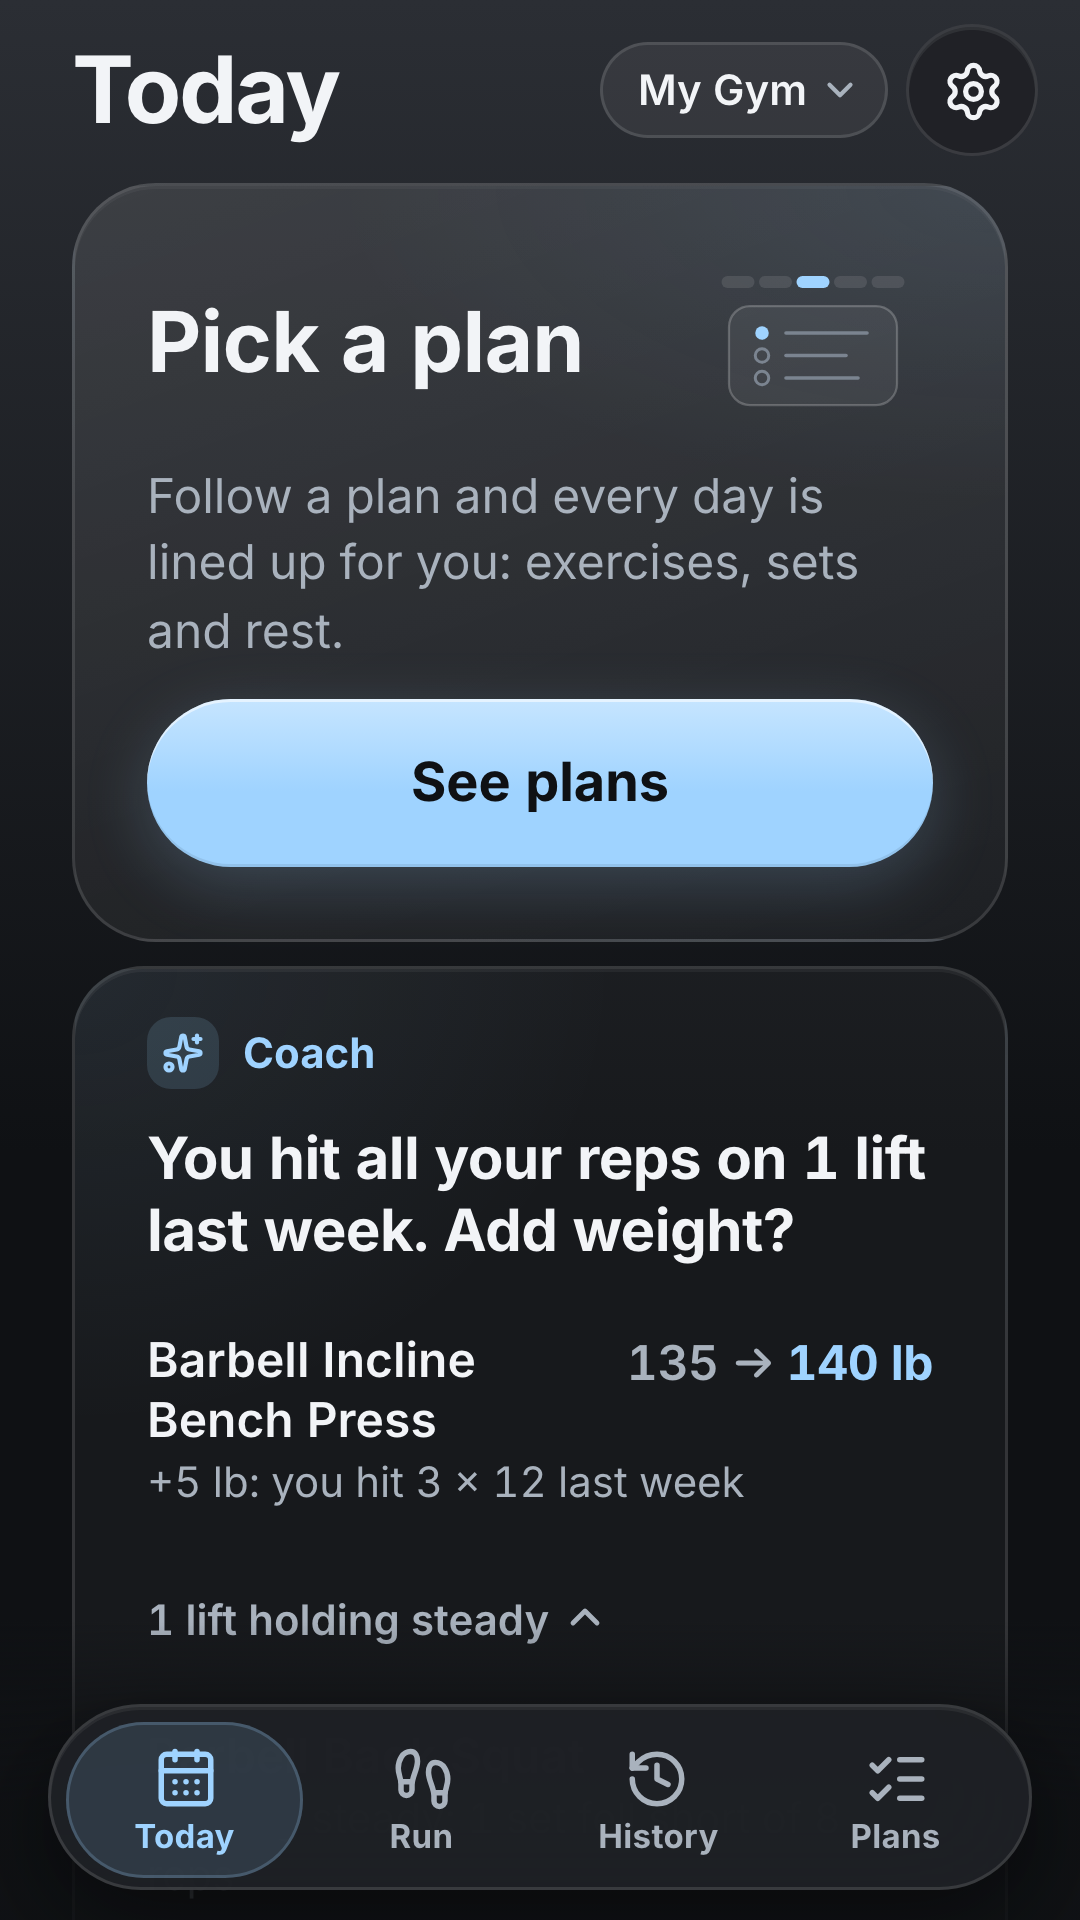 Today
My Gym
Pick a plan
Follow a plan and every day is
lined up for you: exercises, sets
and rest.
See plans
Coach
You hit all your reps on 1 lift
last week. Add weight?
Barbell Incline
Bench Press
135 → 140 lb
+5 lb: you hit 3 × 12 last week
1 lift holding steady
Today
Run
History
Plans